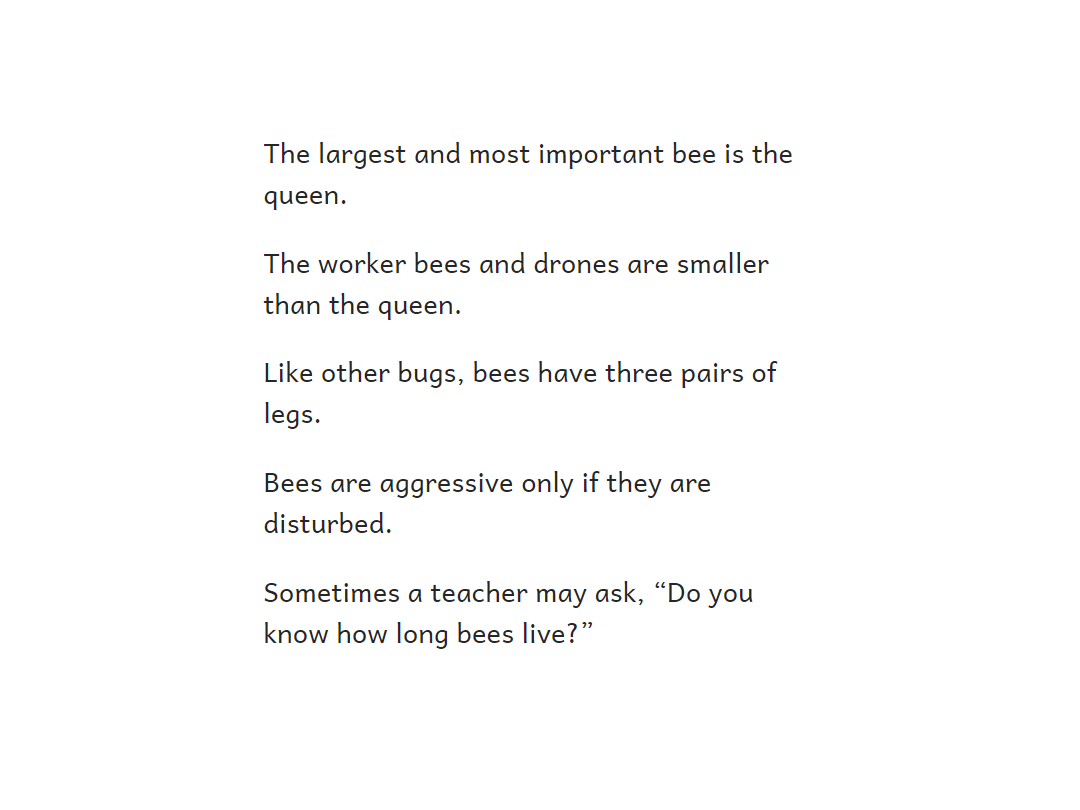 The largest and most important bee is the
queen.
The worker bees and drones are smaller
than the queen.
Like other bugs, bees have three pairs of
legs.
Bees are aggressive only if they are
disturbed.
Sometimes a teacher may ask, “Do you
know how long bees live?”